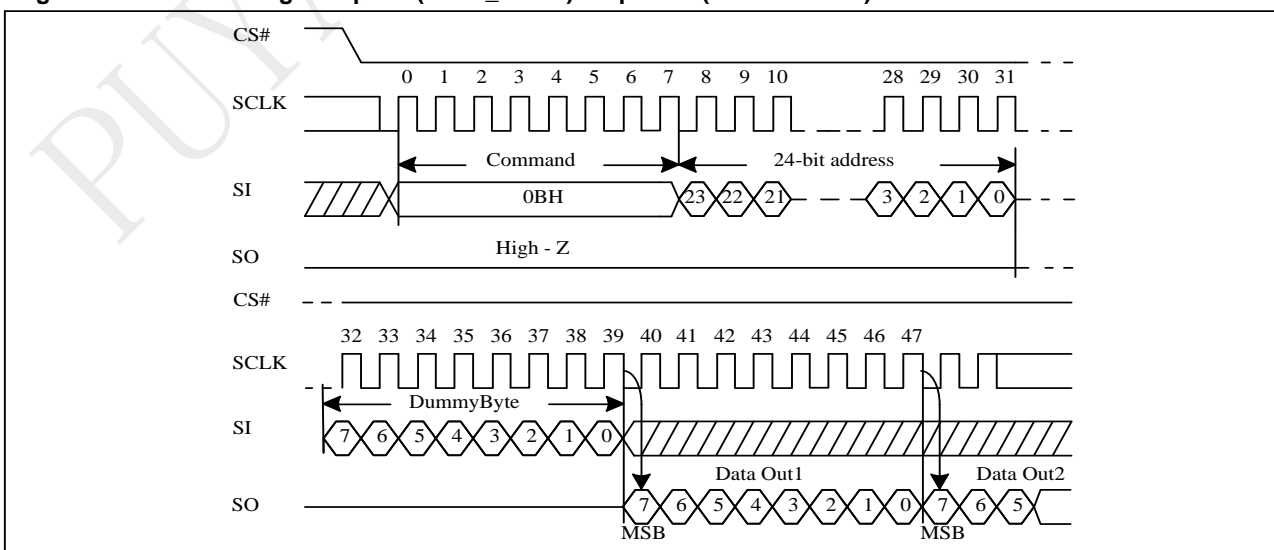 CS#
0 1 2 3 4 5 6 7 8 9 10 28 29 30 31
SCLK
Command 24-bit address
SI 0BH 23 22 21 3 2 1 0
High - Z
SO
CS#
32 33 34 35 36 37 38 39 40 41 42 43 44 45 46 47
SCLK
DummyByte
SI 7 6 5 4 3 2 1 0
Data Out1 Data Out2
SO 7 6 5 4 3 2 1 0 7 6 5
MSB MSB